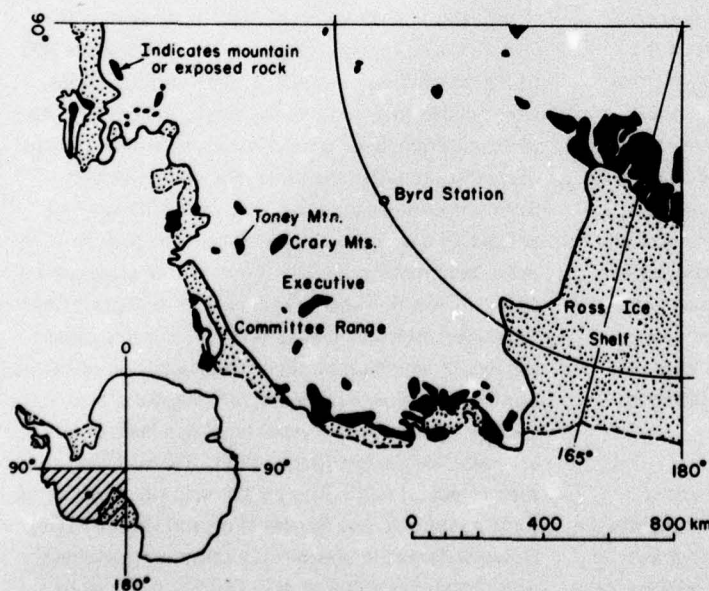 90°
Indicates mountain
or exposed rock
Byrd Station
Toney Mtn.
Crary Mts.
Executive
Committee Range
Ross Ice
Shelf
165°
180°
0
90°
90°
180°
0 400 800 km